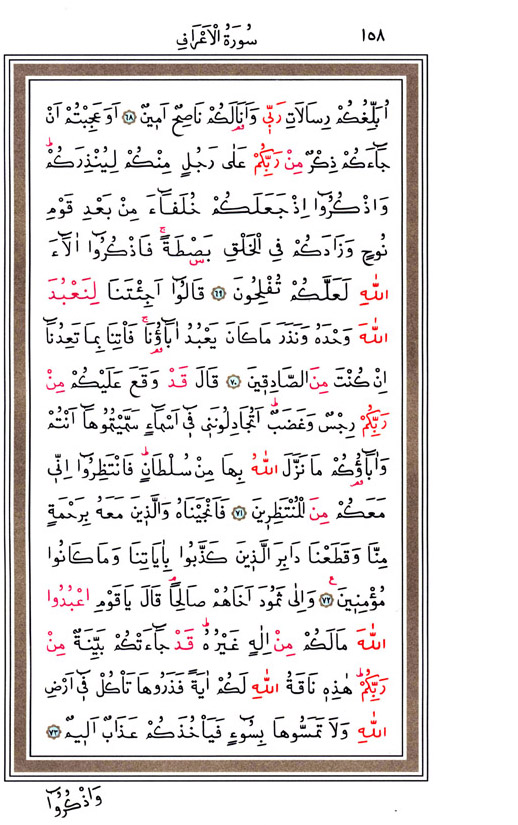 ١٥٨
سُورَةُ الْاَعْرَافِ
اُبَلِّغُكُمْ رِسَالَاتِ رَبّ۪ي وَاَنَا۬لَكُمْ نَاصِحٌ اَم۪ينٌ ﴿٦٨﴾ اَوَعَجِبْتُمْ اَنْ
جَٓاءَكُمْ ذِكْرٌ مِنْ رَبِّكُمْ عَلٰى رَجُلٍ مِنْكُمْ لِيُنْذِرَكُمْۜ
وَاذْكُرُٓوا اِذْ جَعَلَكُمْ خُلَفَٓاءَ مِنْ بَعْدِ قَوْمِ
نُوحٍ وَزَادَكُمْ فِي الْخَلْقِ بَصْۣطَةًۚ فَاذْكُرُٓوا اٰلَٓاءَ
اللّٰهِ لَعَلَّكُمْ تُفْلِحُونَ ﴿٦٩﴾ قَالُٓوا اَجِئْتَنَا لِنَعْبُدَ
اللّٰهَ وَحْدَهُ وَنَذَرَ مَا كَانَ يَعْبُدُ اٰبَٓاؤُ۬نَاۚ فَأْتِنَا بِمَا تَعِدُنَٓا
اِنْ كُنْتَ مِنَ الصَّادِق۪ينَ ﴿٧٠﴾ قَالَ قَدْ وَقَعَ عَلَيْكُمْ مِنْ
رَبِّكُمْ رِجْسٌ وَغَضَبٌۜ اَتُجَادِلُونَن۪ي ف۪ٓي اَسْمَٓاءٍ سَمَّيْتُمُوهَٓا اَنْتُمْ
وَاٰبَٓاؤُ۬كُمْ مَا نَزَّلَ اللّٰهُ بِهَا مِنْ سُلْطَانٍۜ فَانْتَظِرُٓوا اِنّ۪ي
مَعَكُمْ مِنَ الْمُنْتَظِر۪ينَ ﴿٧١﴾ فَاَنْجَيْنَاهُ وَالَّذ۪ينَ مَعَهُ بِرَحْمَةٍ
مِنَّا وَقَطَعْنَا دَابِرَ الَّذ۪ينَ كَذَّبُوا بِاٰيَاتِنَا وَمَا كَانُوا
مُؤْمِن۪ينَ۟ ﴿٧٢﴾ وَاِلٰى ثَمُودَ اَخَاهُمْ صَالِحاًۢ قَالَ يَا قَوْمِ اعْبُدُوا
اللّٰهَ مَا لَكُمْ مِنْ اِلٰهٍ غَيْرُهُۜ قَدْ جَٓاءَتْكُمْ بَيِّنَةٌ مِنْ
رَبِّكُمْۜ هٰذِه۪ نَاقَةُ اللّٰهِ لَكُمْ اٰيَةً فَذَرُوهَا تَأْكُلْ ف۪ٓي اَرْضِ
اللّٰهِ وَلَا تَمَسُّوهَا بِسُٓوءٍ فَيَأْخُذَكُمْ عَذَابٌ اَل۪يمٌ ﴿٧٣﴾
وَاذْكُرُٓوا